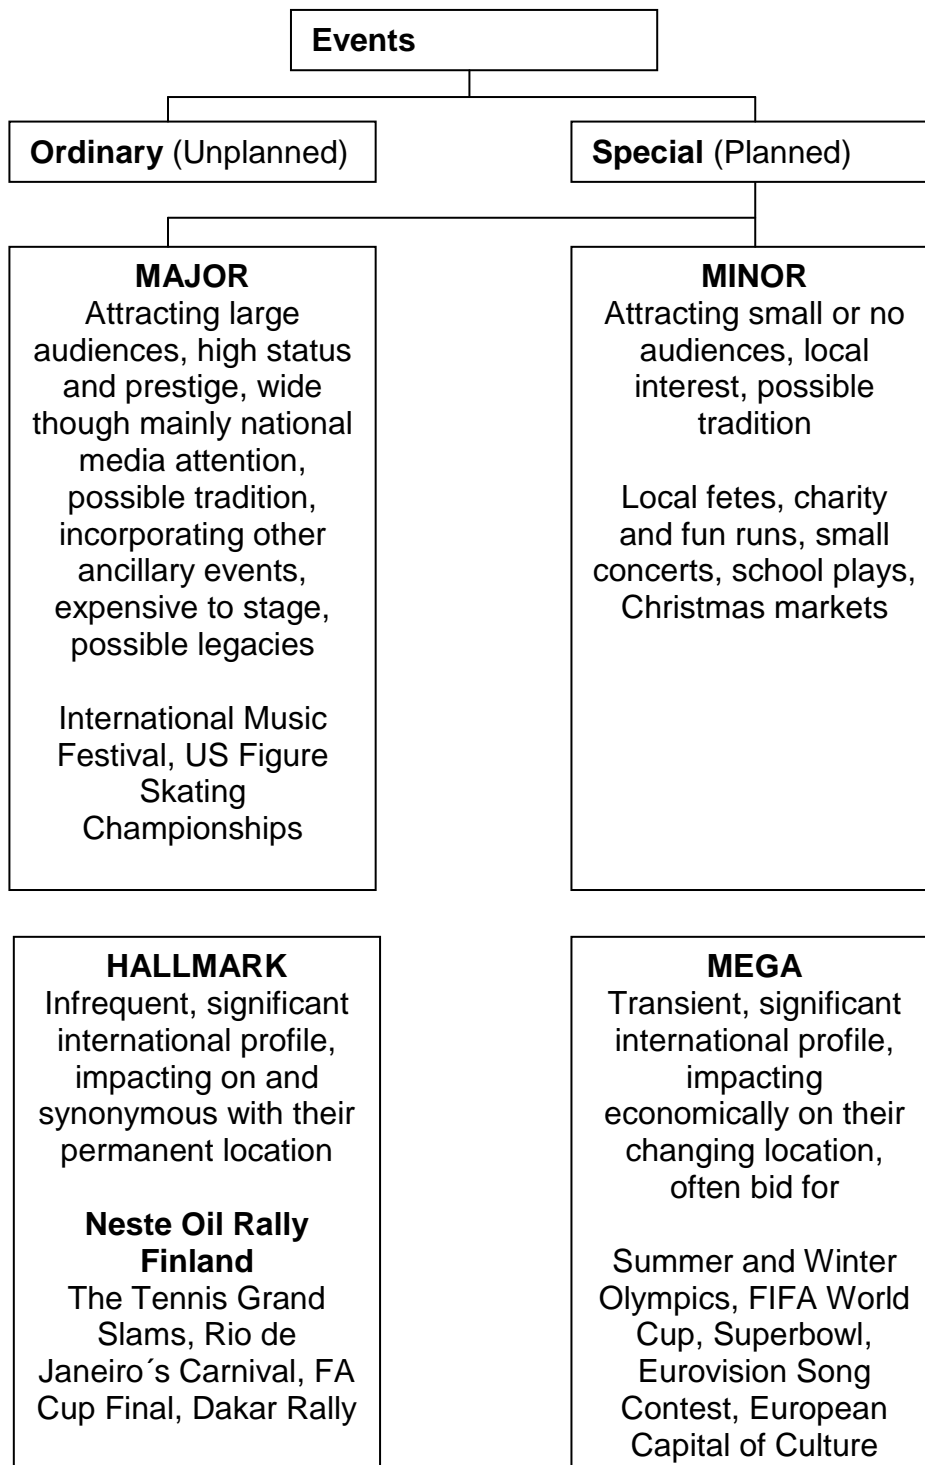 Events
Ordinary (Unplanned)
Special (Planned)
MAJOR
Attracting large
audiences, high status
and prestige, wide
though mainly national
media attention,
possible tradition,
incorporating other
ancillary events,
expensive to stage,
possible legacies
International Music
Festival, US Figure
Skating
Championships
MINOR
Attracting small or no
audiences, local
interest, possible
tradition
Local fetes, charity
and fun runs, small
concerts, school plays,
Christmas markets
HALLMARK
Infrequent, significant
international profile,
impacting on and
synonymous with their
permanent location
Neste Oil Rally
Finland
The Tennis Grand
Slams, Rio de
Janeiro´s Carnival, FA
Cup Final, Dakar Rally
MEGA
Transient, significant
international profile,
impacting
economically on their
changing location,
often bid for
Summer and Winter
Olympics, FIFA World
Cup, Superbowl,
Eurovision Song
Contest, European
Capital of Culture